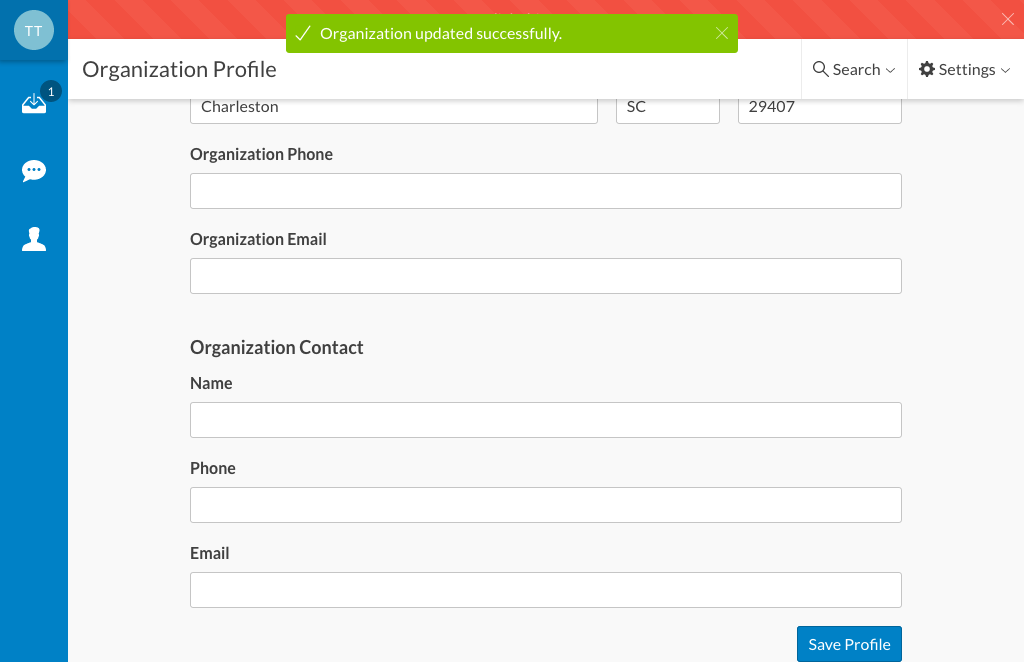 TT
Organization updated successfully.
1
Organization Profile
Search
Settings
Charleston
SC
29407
Organization Phone
Organization Email
Organization Contact
Name
Phone
Email
Save Profile